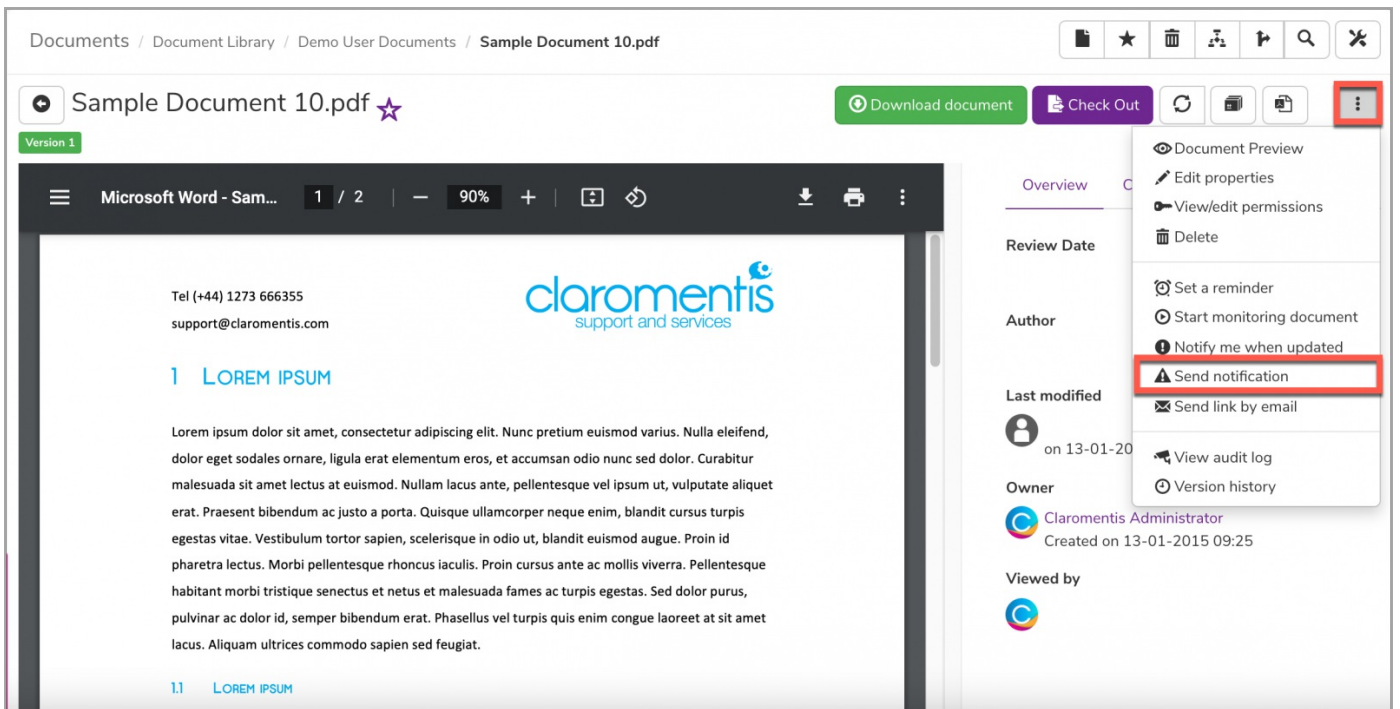 Documents / Document Library / Demo User Documents / Sample Document 10.pdf
Sample Document 10.pdf
Download document
Check Out
Version 1
Microsoft Word - Sam... 1 / 2 | − 90% + |
Tel (+44) 1273 666355
support@claromentis.com
claromentis
support and services
1 LOREM IPSUM
Lorem ipsum dolor sit amet, consectetur adipiscing elit. Nunc pretium euismod varius. Nulla eleifend,
dolor eget sodales ornare, ligula erat elementum eros, et accumsan odio nunc sed dolor. Curabitur
malesuada sit amet lectus at euismod. Nullam lacus ante, pellentesque vel ipsum ut, vulputate aliquet
erat. Praesent bibendum ac justo a porta. Quisque ullamcorper neque enim, blandit cursus turpis
egestas vitae. Vestibulum tortor sapien, scelerisque in odio ut, blandit euismod augue. Proin id
pharetra lectus. Morbi pellentesque rhoncus iaculis. Proin cursus ante ac mollis viverra. Pellentesque
habitant morbi tristique senectus et netus et malesuada fames ac turpis egestas. Sed dolor purus,
pulvinar ac dolor id, semper bibendum erat. Phasellus vel turpis quis enim congue laoreet at sit amet
lacus. Aliquam ultrices commodo sapien sed feugiat.
1.1 LOREM IPSUM
Overview C
Review Date
Author
Last modified
on 13-01-20
Owner
Claromentis Administrator
Created on 13-01-2015 09:25
Viewed by
Document Preview
Edit properties
View/edit permissions
Delete
Set a reminder
Start monitoring document
Notify me when updated
Send notification
Send link by email
View audit log
Version history